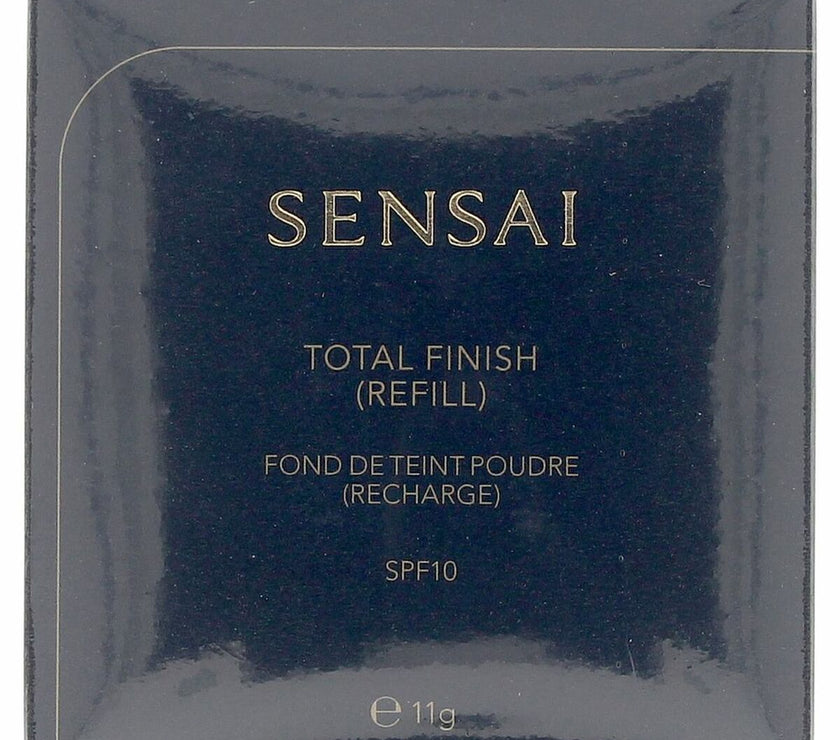 SENSAI
TOTAL FINISH
(REFILL)
FOND DE TEINT POUDRE
(RECHARGE)
SPF10
℮ 11g